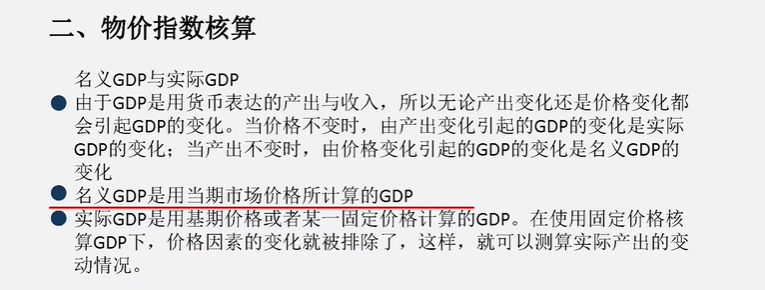 二、物价指数核算
名义GDP与实际GDP
由于GDP是用货币表达的产出与收入，所以无论产出变化还是价格变化都
会引起GDP的变化。当价格不变时，由产出变化引起的GDP的变化是实际
GDP的变化；当产出不变时，由价格变化引起的GDP的变化是名义GDP的
变化
名义GDP是用当期市场价格所计算的GDP
实际GDP是用基期价格或者某一固定价格计算的GDP。在使用固定价格核
算GDP下，价格因素的变化就被排除了，这样，就可以测算实际产出的变
动情况。